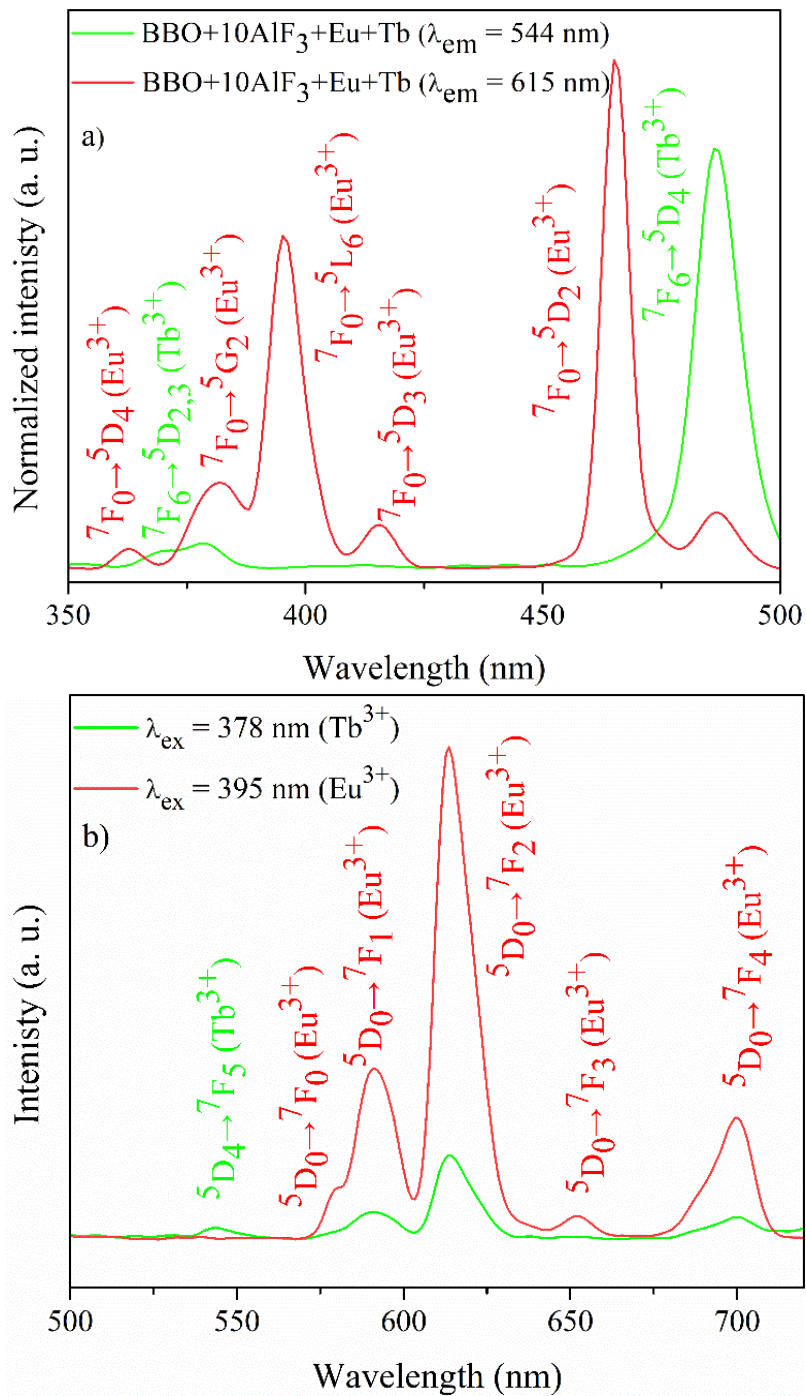 BBO+10AlF3+Eu+Tb (λem = 544 nm)
BBO+10AlF3+Eu+Tb (λem = 615 nm)
a)
Normalized intenisty (a. u.)
7F0→5D4 (Eu3+)
7F6→5D2,3 (Tb3+)
7F0→5G2 (Eu3+)
7F0→5L6 (Eu3+)
7F0→5D3 (Eu3+)
7F0→5D2 (Eu3+)
7F6→5D4 (Tb3+)
350 400 450 500
Wavelength (nm)
λex = 378 nm (Tb3+)
λex = 395 nm (Eu3+)
b)
Intenisty (a. u.)
5D4→7F5 (Tb3+)
5D0→7F0 (Eu3+)
5D0→7F1 (Eu3+)
5D0→7F2 (Eu3+)
5D0→7F3 (Eu3+)
5D0→7F4 (Eu3+)
500 550 600 650 700
Wavelength (nm)